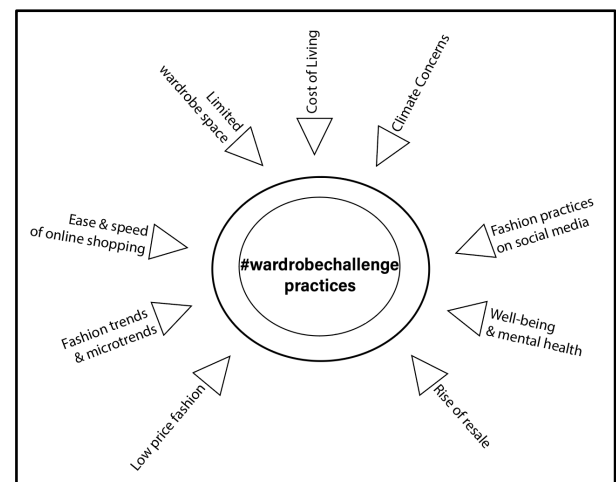 Limited
wardrobe space
Cost of Living
Climate Concerns
Ease & speed
of online shopping
Fashion practices
on social media
#wardrobechallenge
practices
Fashion trends
& microtrends
Well-being
& mental health
Low price fashion
Rise of resale